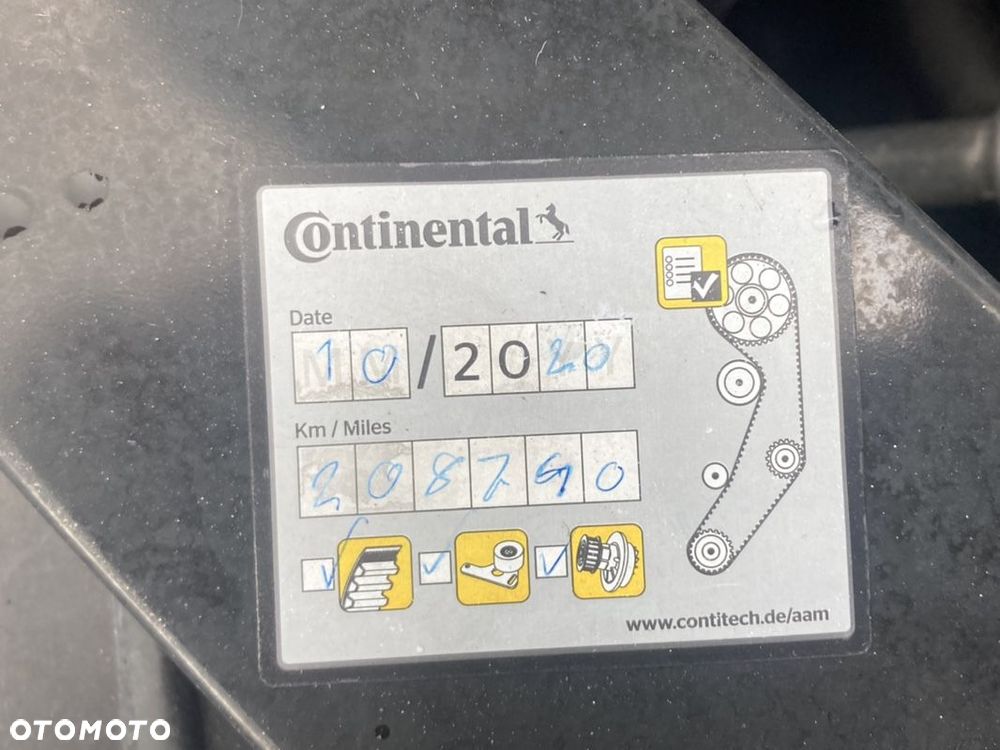 Continental
Date
10/2020
Km / Miles
208790
www.contitech.de/aam
OTOMOTO